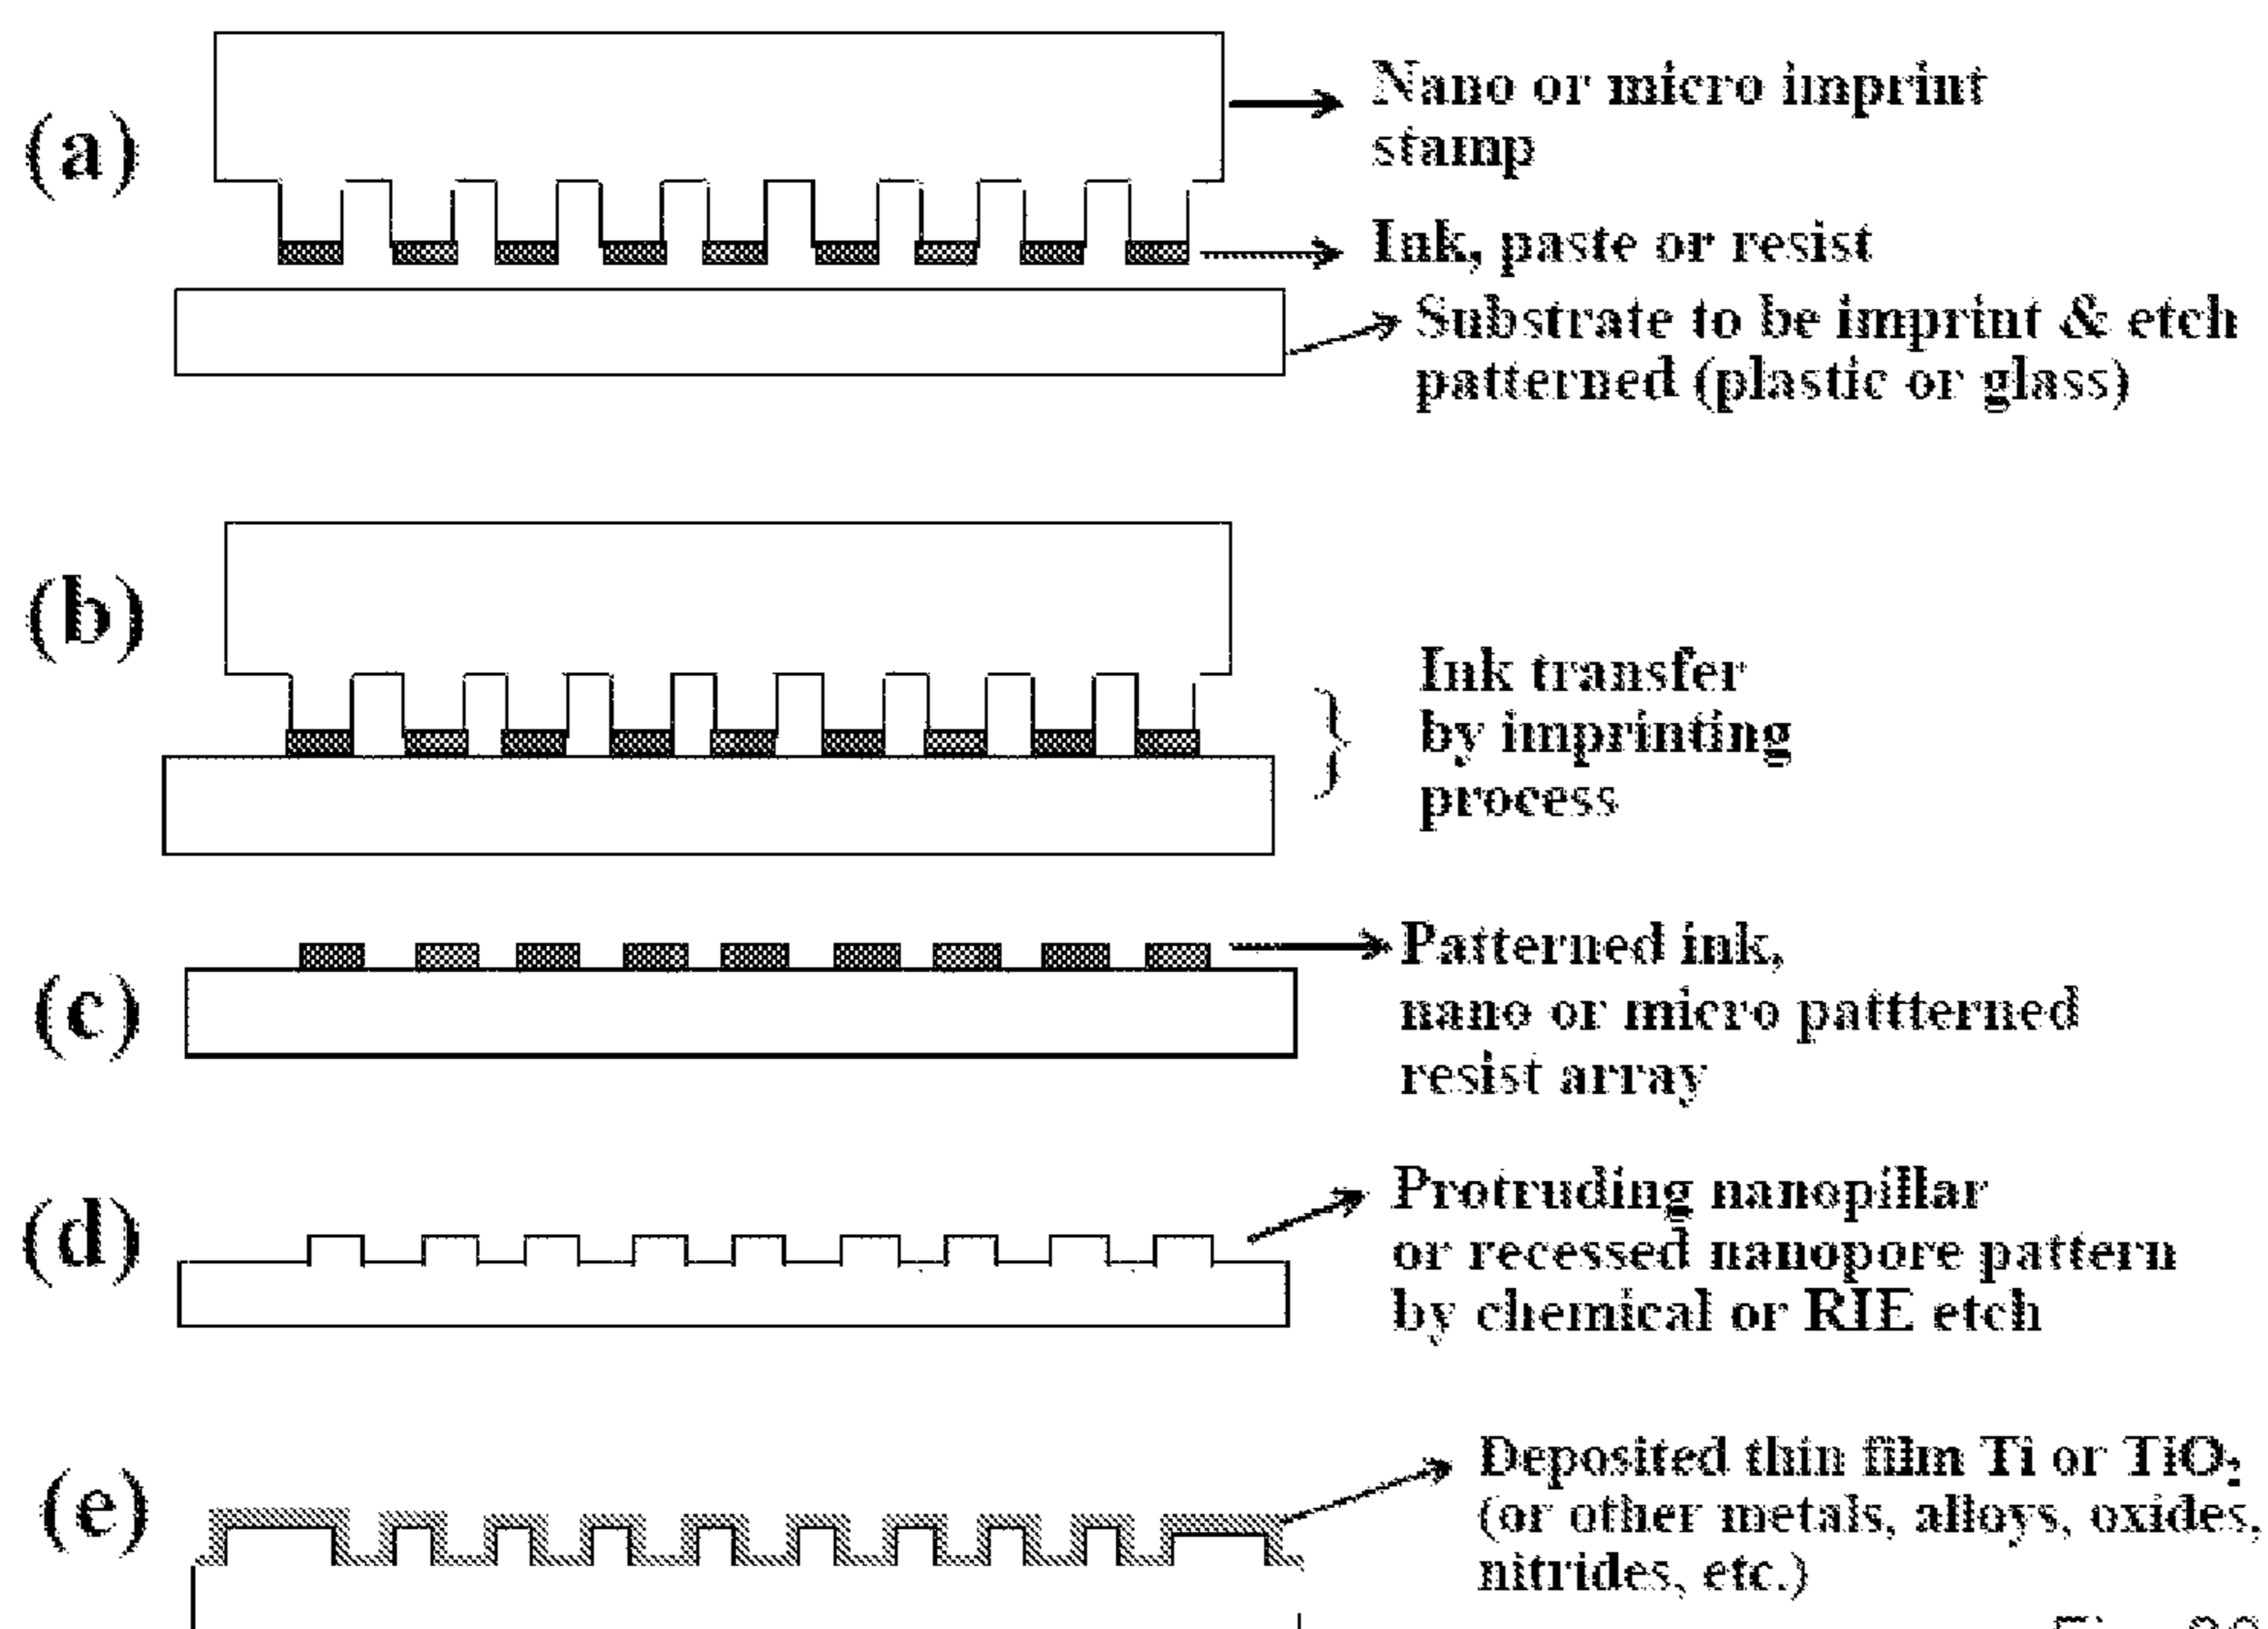 (a)
Nano or micro imprint
stamp
Ink, paste or resist
Substrate to be imprint & etch
patterned (plastic or glass)
(b)
Ink transfer
by imprinting
process
(c)
Patterned ink,
nano or micro pattterned
resist array
(d)
Protruding nanopillar
or recessed nanopore pattern
by chemical or RIE etch
(e)
Deposited thin film Ti or TiO₂
(or other metals, alloys, oxides,
nitrides, etc.)